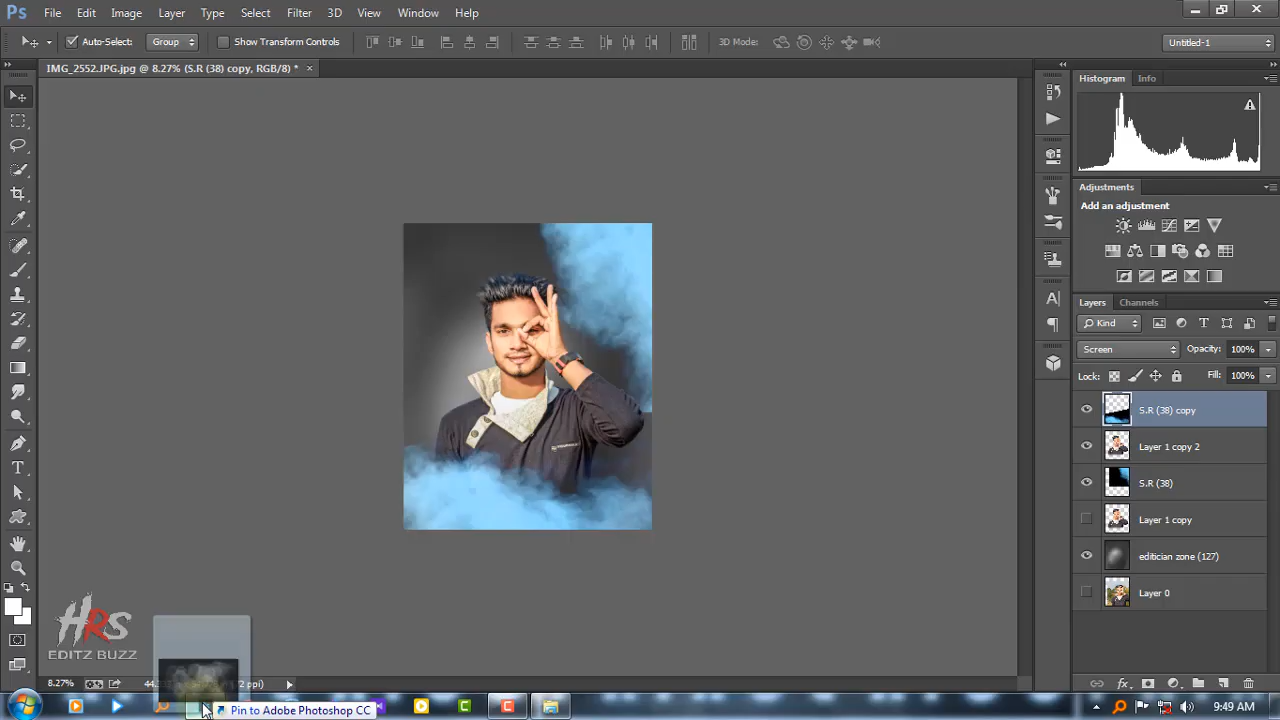 Ps File Edit Image Layer Type Select Filter 3D View Window Help
Auto-Select: Group Show Transform Controls 3D Mode: Untitled-1
IMG_2552.JPG.jpg @ 8.27% (S.R (38) copy, RGB/8) *
Histogram Info
Adjustments
Add an adjustment
Layers Channels
Kind
Screen Opacity: 100%
Lock: Fill: 100%
S.R (38) copy
Layer 1 copy 2
S.R (38)
Layer 1 copy
editician zone (127)
Layer 0
HRS
EDITZ BUZZ
8.27% ppi)
Pin to Adobe Photoshop CC
9:49 AM